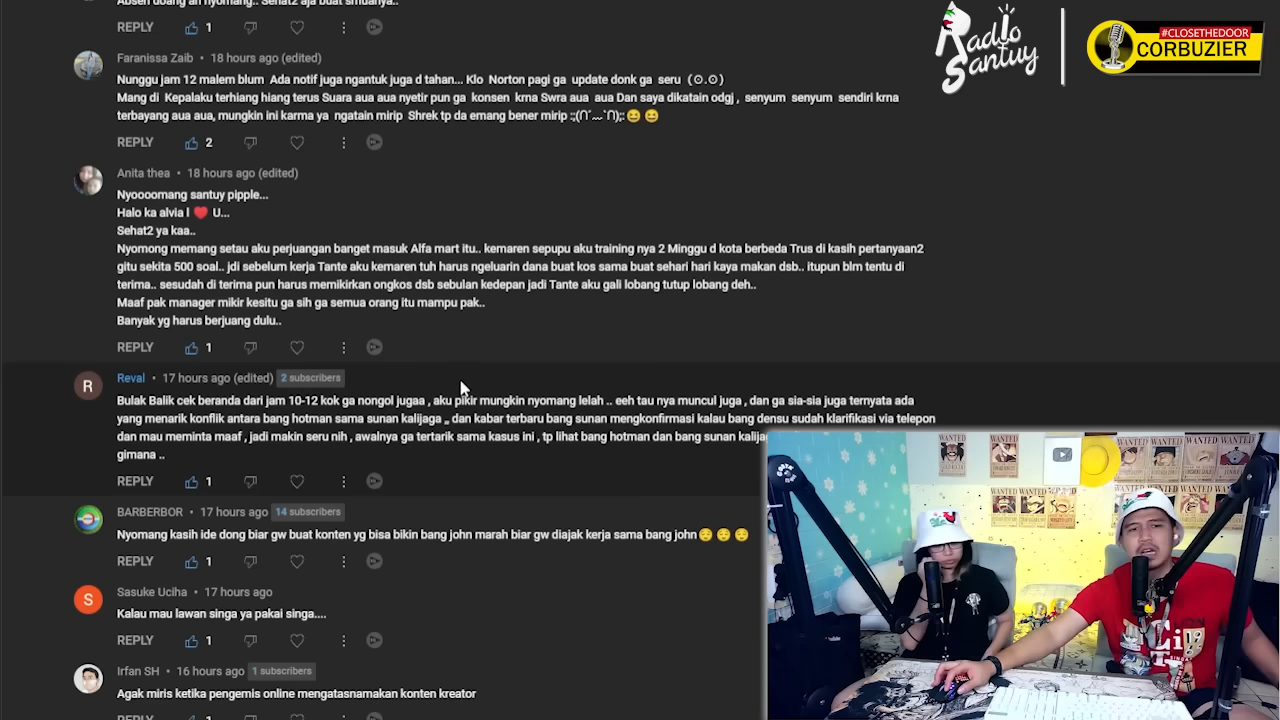 Absen doang ah nyomang.. Sehat2 aja buat smuanya..
REPLY 1
Faranissa Zaib • 18 hours ago (edited)
Nunggu jam 12 malem blum Ada notif juga ngantuk juga d tahan... Klo Norton pagi ga update donk ga seru (⊙.⊙)
Mang di Kepalaku terhiang hiang terus Suara aua aua nyetir pun ga konsen krna Swra aua aua Dan saya dikatain odgj , senyum senyum sendiri krna
terbayang aua aua, mungkin ini karma ya ngatain mirip Shrek tp da emang bener mirip :;(∩´﹏`∩);: 😆 😆
REPLY 2
Anita thea • 18 hours ago (edited)
Nyoooomang santuy pipple...
Halo ka alvia I ❤️ U...
Sehat2 ya kaa..
Nyomong memang setau aku perjuangan banget masuk Alfa mart itu.. kemaren sepupu aku training nya 2 Minggu d kota berbeda Trus di kasih pertanyaan2
gitu sekita 500 soal.. jdi sebelum kerja Tante aku kemaren tuh harus ngeluarin dana buat kos sama buat sehari hari kaya makan dsb.. itupun blm tentu di
terima.. sesudah di terima pun harus memikirkan ongkos dsb sebulan kedepan jadi Tante aku gali lobang tutup lobang deh..
Maaf pak manager mikir kesitu ga sih ga semua orang itu mampu pak..
Banyak yg harus berjuang dulu..
REPLY 1
R
Reval • 17 hours ago (edited) 2 subscribers
Bulak Balik cek beranda dari jam 10-12 kok ga nongol jugaa , aku pikir mungkin nyomang lelah .. eeh tau nya muncul juga , dan ga sia-sia juga ternyata ada
yang menarik konflik antara bang hotman sama sunan kalijaga ,, dan kabar terbaru bang sunan mengkonfirmasi kalau bang densu sudah klarifikasi via telepon
dan mau meminta maaf , jadi makin seru nih , awalnya ga tertarik sama kasus ini , tp lihat bang hotman dan bang sunan kalijag
gimana ..
REPLY 1
BARBERBOR • 17 hours ago 14 subscribers
Nyomang kasih ide dong biar gw buat konten yg bisa bikin bang john marah biar gw diajak kerja sama bang john😌 😌 😌
REPLY 1
S
Sasuke Uciha • 17 hours ago
Kalau mau lawan singa ya pakai singa....
REPLY 1
Irfan SH • 16 hours ago 1 subscribers
Agak miris ketika pengemis online mengatasnamakan konten kreator
REPLY 1
Radio
Santuy
#CLOSETHEDOOR
CORBUZIER
WANTED WANTED WANTED WANTED WANTED
WANTED WANTED WANTED WANTED WANTED